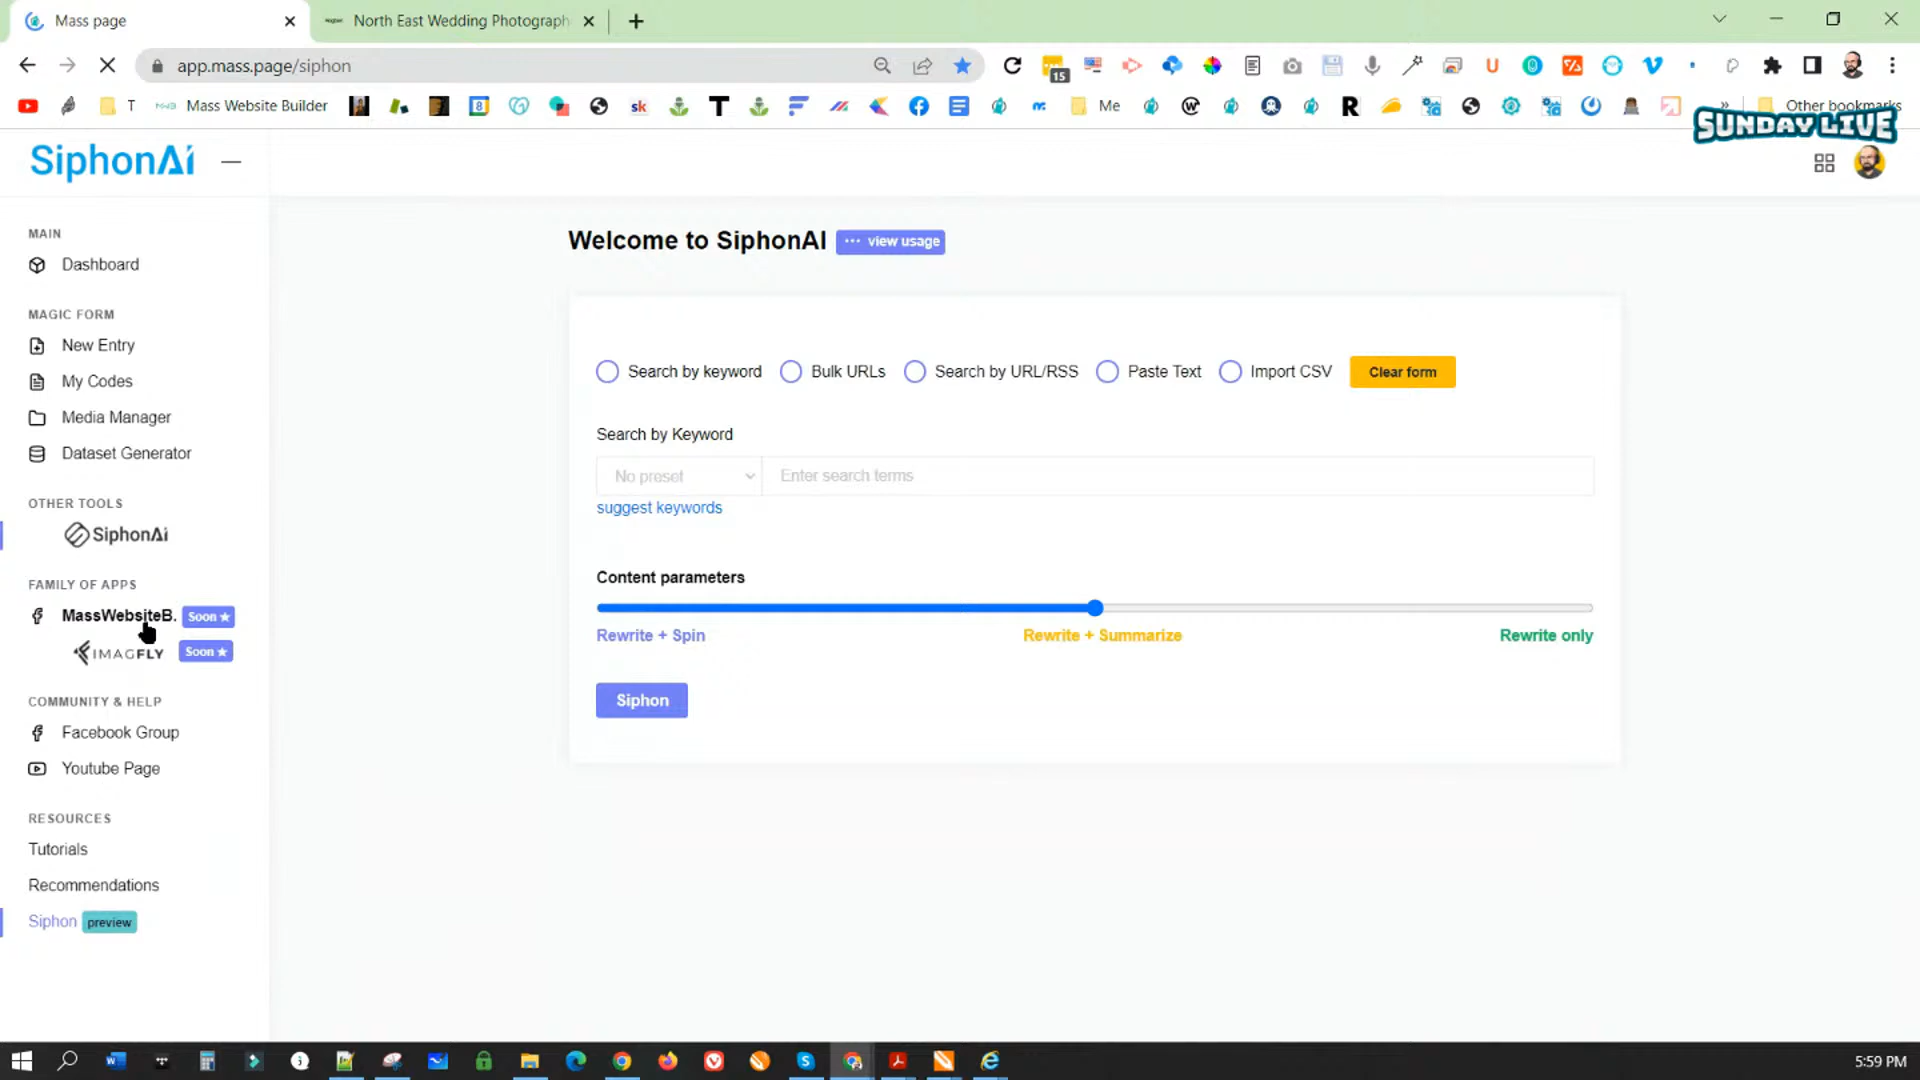 Mass page
North East Wedding Photograph
app.mass.page/siphon
15
T
Mass Website Builder
8
sk
T
Me
R
»
Other bookmarks
SUNDAY LIVE
SiphonAi
Welcome to SiphonAI
··· view usage
MAIN
Dashboard
MAGIC FORM
New Entry
My Codes
Media Manager
Dataset Generator
OTHER TOOLS
SiphonAi
FAMILY OF APPS
MassWebsiteB.
Soon ★
IMAGFLY
Soon ★
COMMUNITY & HELP
Facebook Group
Youtube Page
RESOURCES
Tutorials
Recommendations
Siphon preview
Search by keyword
Bulk URLs
Search by URL/RSS
Paste Text
Import CSV
Clear form
Search by Keyword
No preset
Enter search terms
suggest keywords
Content parameters
Rewrite + Spin
Rewrite + Summarize
Rewrite only
Siphon
5:59 PM